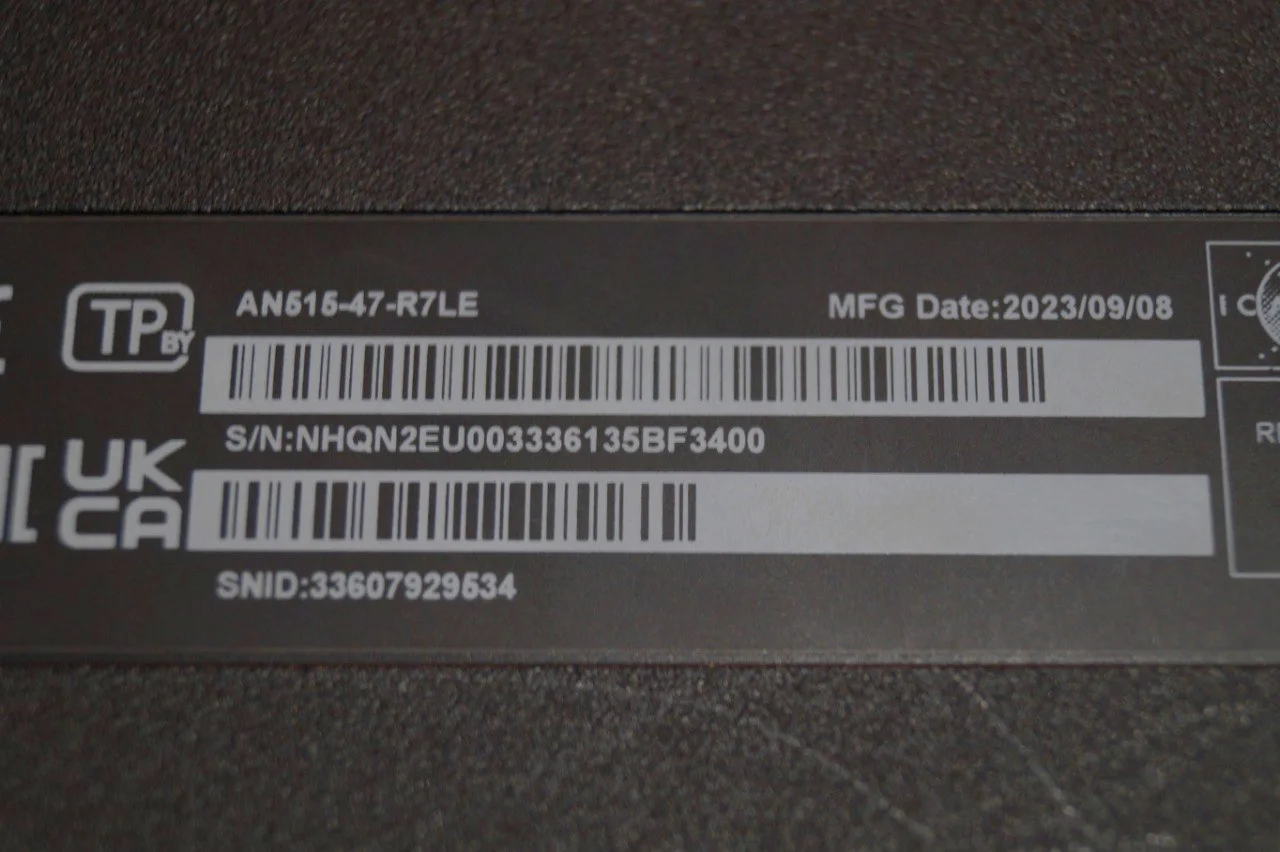 AN515-47-R7LE
MFG Date:2023/09/08
TP
BY
S/N:NHQN2EU003336135BF3400
UK
CA
SNID:33607929534